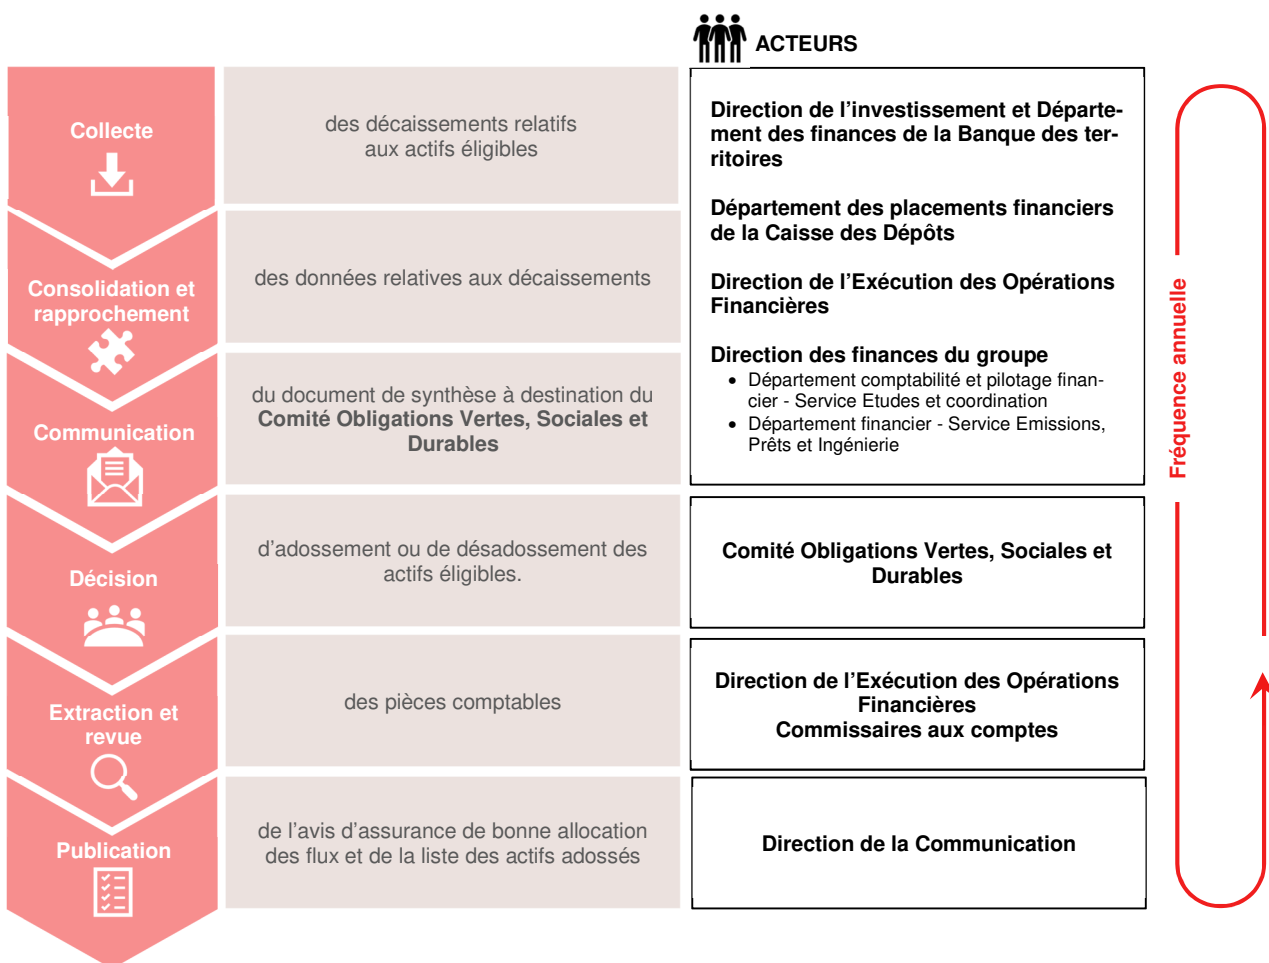 ACTEURS
Collecte
des décaissements relatifs
aux actifs éligibles
Direction de l'investissement et Départe-
ment des finances de la Banque des ter-
ritoires
Département des placements financiers
de la Caisse des Dépôts
Direction de l'Exécution des Opérations
Financières
Direction des finances du groupe
• Département comptabilité et pilotage finan-
cier - Service Etudes et coordination
• Département financier - Service Emissions,
Prêts et Ingénierie
Consolidation et
rapprochement
des données relatives aux décaissements
Communication
du document de synthèse à destination du
Comité Obligations Vertes, Sociales et
Durables
Décision
d'adossement ou de désadossement des
actifs éligibles.
Comité Obligations Vertes, Sociales et
Durables
Extraction et
revue
des pièces comptables
Direction de l'Exécution des Opérations
Financières
Commissaires aux comptes
Publication
de l'avis d'assurance de bonne allocation
des flux et de la liste des actifs adossés
Direction de la Communication
Fréquence annuelle